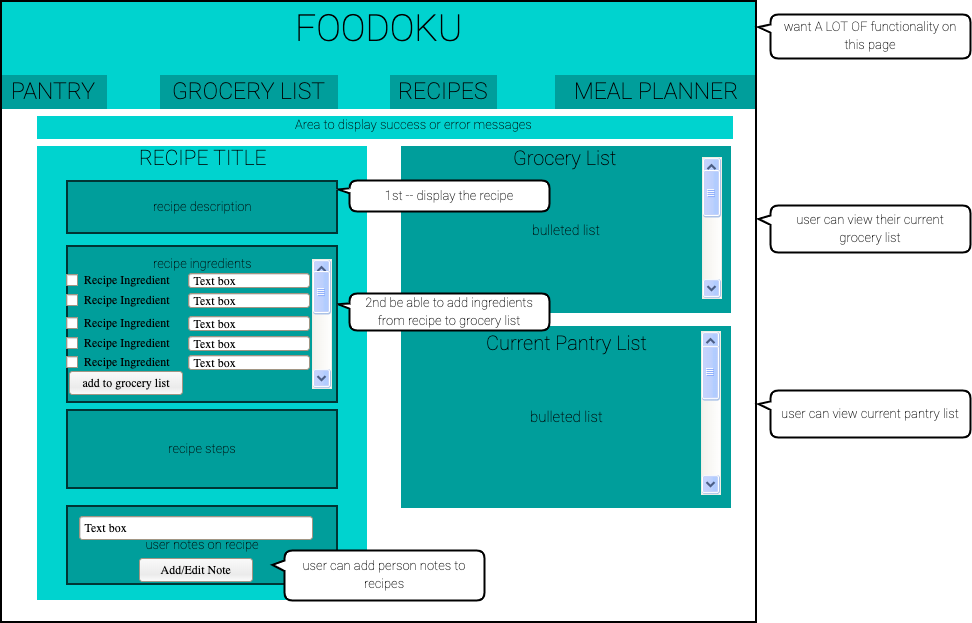 FOODOKU
want A LOT OF functionality on
this page
PANTRY
GROCERY LIST
RECIPES
MEAL PLANNER
Area to display success or error messages
RECIPE TITLE
recipe description
1st -- display the recipe
recipe ingredients
Recipe Ingredient Text box
Recipe Ingredient Text box
Recipe Ingredient Text box
Recipe Ingredient Text box
Recipe Ingredient Text box
add to grocery list
2nd be able to add ingredients
from recipe to grocery list
recipe steps
Text box
user notes on recipe
Add/Edit Note
user can add person notes to
recipes
Grocery List
bulleted list
user can view their current
grocery list
Current Pantry List
bulleted list
user can view current pantry list